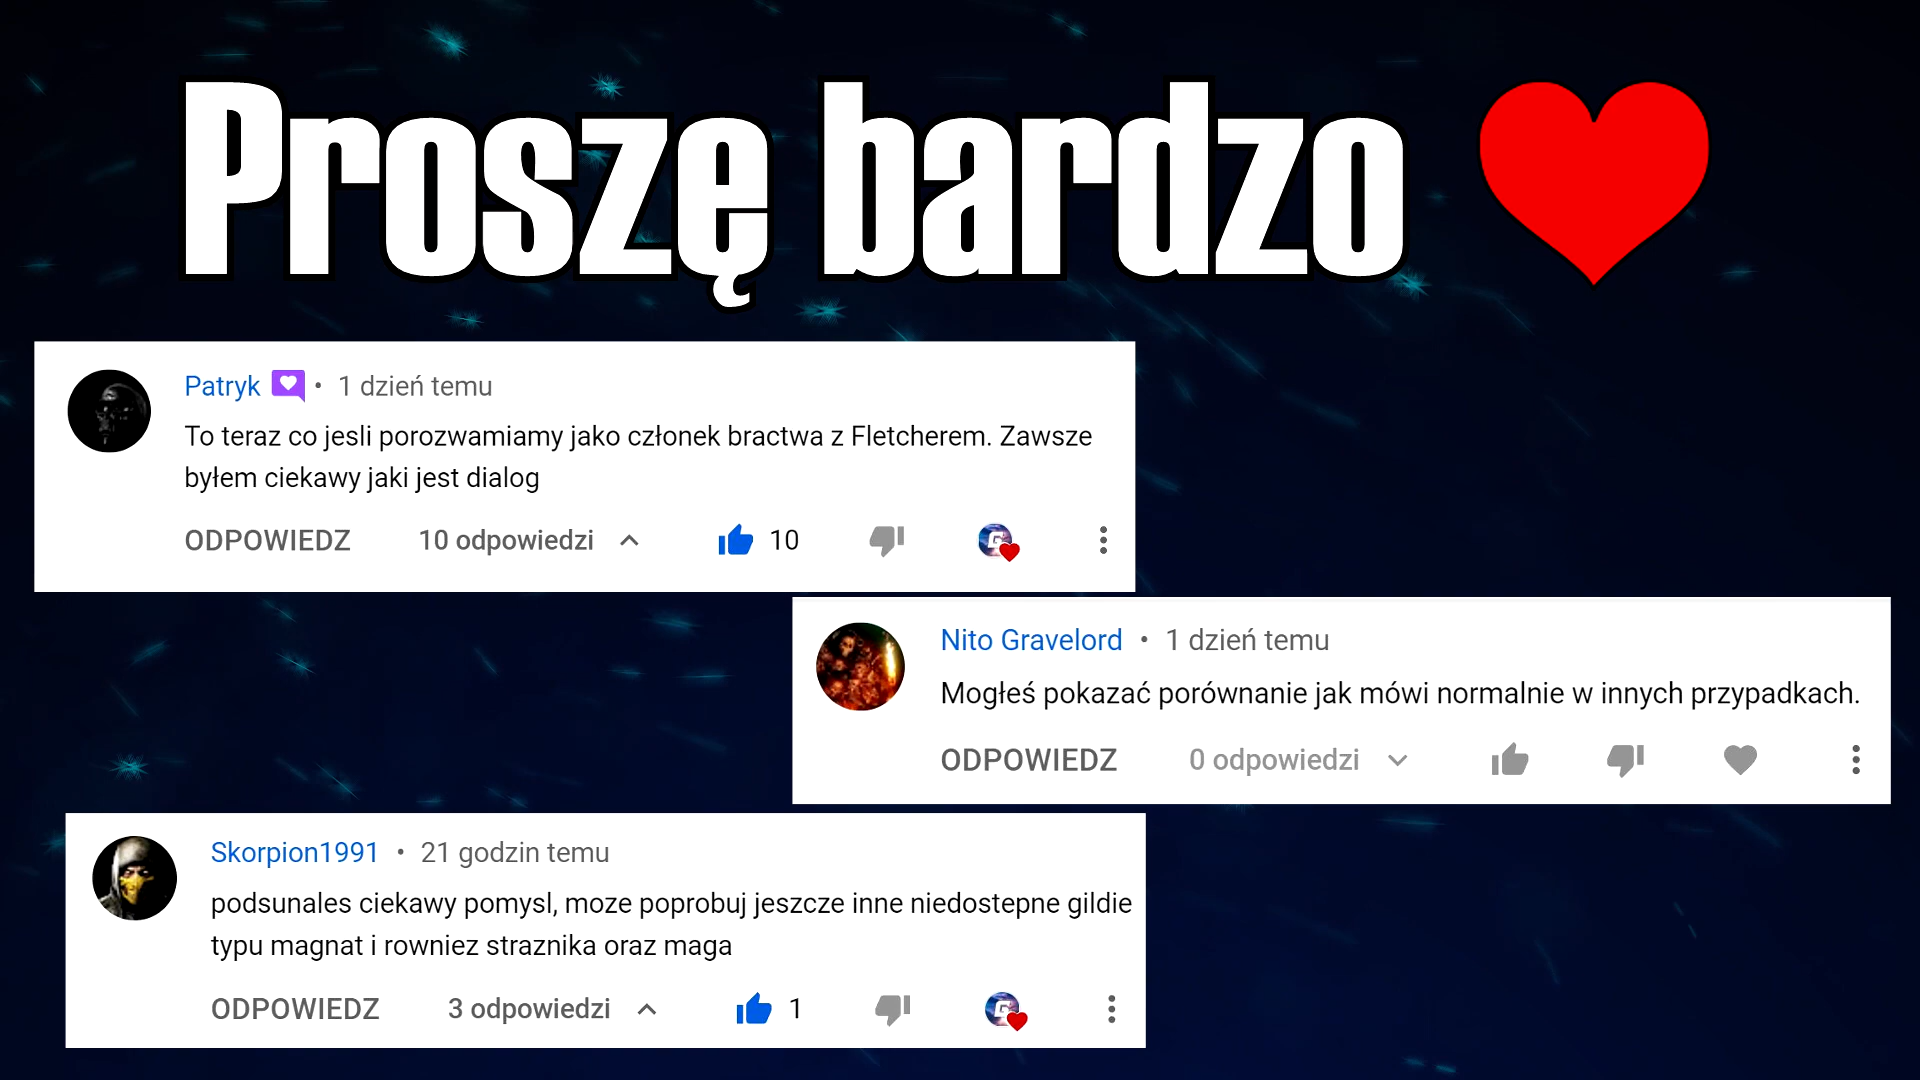 Proszę bardzo
Patryk • 1 dzień temu
To teraz co jesli porozwamiamy jako członek bractwa z Fletcherem. Zawsze
byłem ciekawy jaki jest dialog
ODPOWIEDZ 10 odpowiedzi 10
G
Nito Gravelord • 1 dzień temu
Mogłeś pokazać porównanie jak mówi normalnie w innych przypadkach.
ODPOWIEDZ 0 odpowiedzi
Skorpion1991 • 21 godzin temu
podsunales ciekawy pomysl, moze poprobuj jeszcze inne niedostepne gildie
typu magnat i rowniez straznika oraz maga
ODPOWIEDZ 3 odpowiedzi 1
G